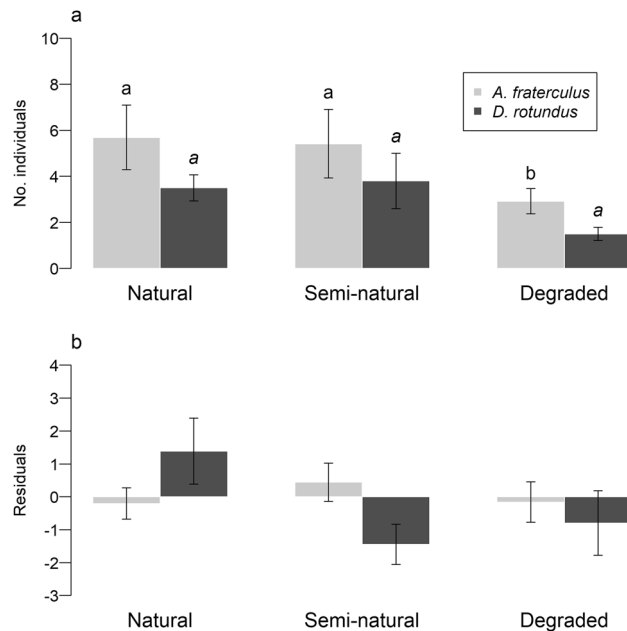 a
10
8
6
4
2
0
No. individuals
a
a
a
a
b
a
A. fraterculus
D. rotundus
Natural Semi-natural Degraded
b
4
3
2
1
0
-1
-2
-3
Residuals
Natural Semi-natural Degraded